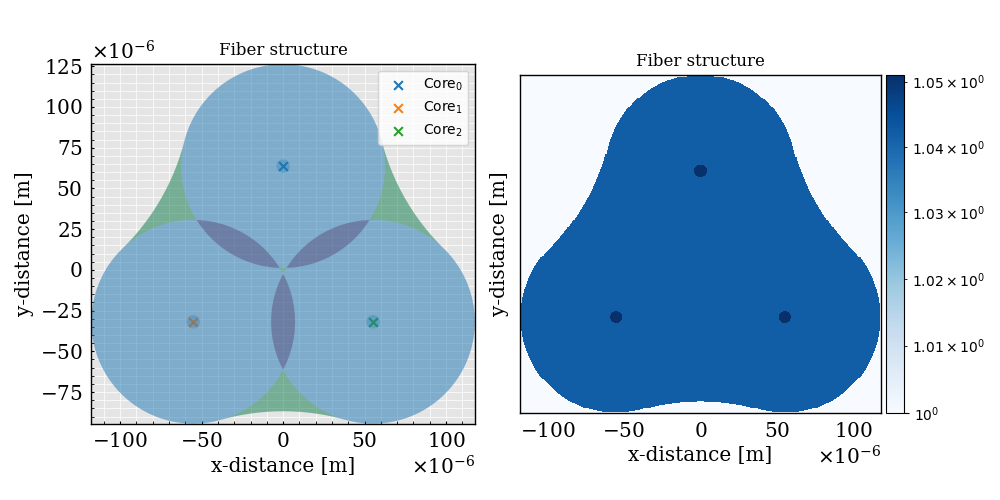 Fiber structure
×10⁻⁶
125
100
75
50
25
0
−25
−50
−75
y-distance [m]
−100 −50 0 50 100
x-distance [m]
×10⁻⁶
Core₀
Core₁
Core₂
Fiber structure
y-distance [m]
−100 −50 0 50 100
x-distance [m]
×10⁻⁶
1.05 × 10⁰
1.04 × 10⁰
1.03 × 10⁰
1.02 × 10⁰
1.01 × 10⁰
10⁰